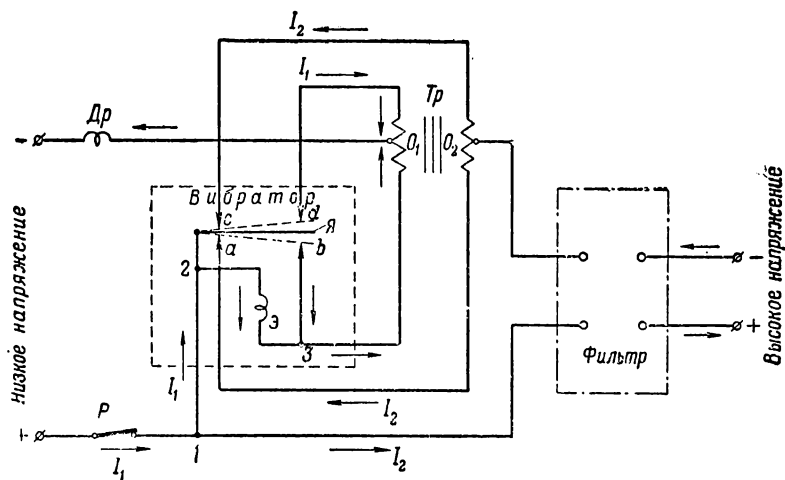 I₂
I₁
Тр
Др
-
O₁
O₂
Вибратор
c
d
Я
a
b
2
Э
3
I₁
I₂
Низкое напряжение
+
P
I₁
1
I₂
Фильтр
-
+
Высокое напряжение